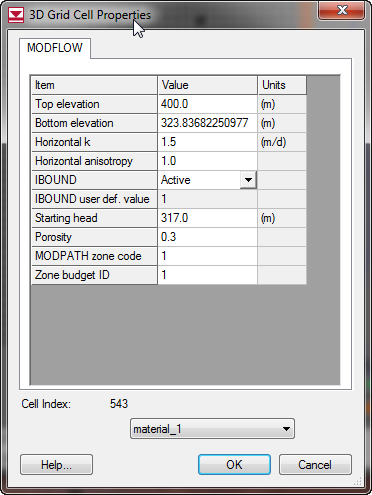 3D Grid Cell Properties
MODFLOW
Item Value Units
Top elevation 400.0 (m)
Bottom elevation 323.83682250977 (m)
Horizontal k 1.5 (m/d)
Horizontal anisotropy 1.0
IBOUND Active
IBOUND user def. value 1
Starting head 317.0 (m)
Porosity 0.3
MODPATH zone code 1
Zone budget ID 1
Cell Index: 543
material_1
Help... OK Cancel